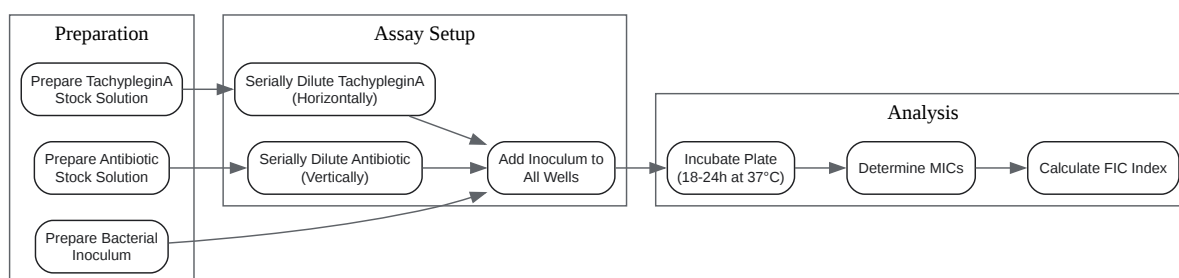 Preparation
Prepare TachypleginA
Stock Solution
Prepare Antibiotic
Stock Solution
Prepare Bacterial
Inoculum
Assay Setup
Serially Dilute TachypleginA
(Horizontally)
Serially Dilute Antibiotic
(Vertically)
Add Inoculum to
All Wells
Analysis
Incubate Plate
(18-24h at 37°C)
Determine MICs
Calculate FIC Index